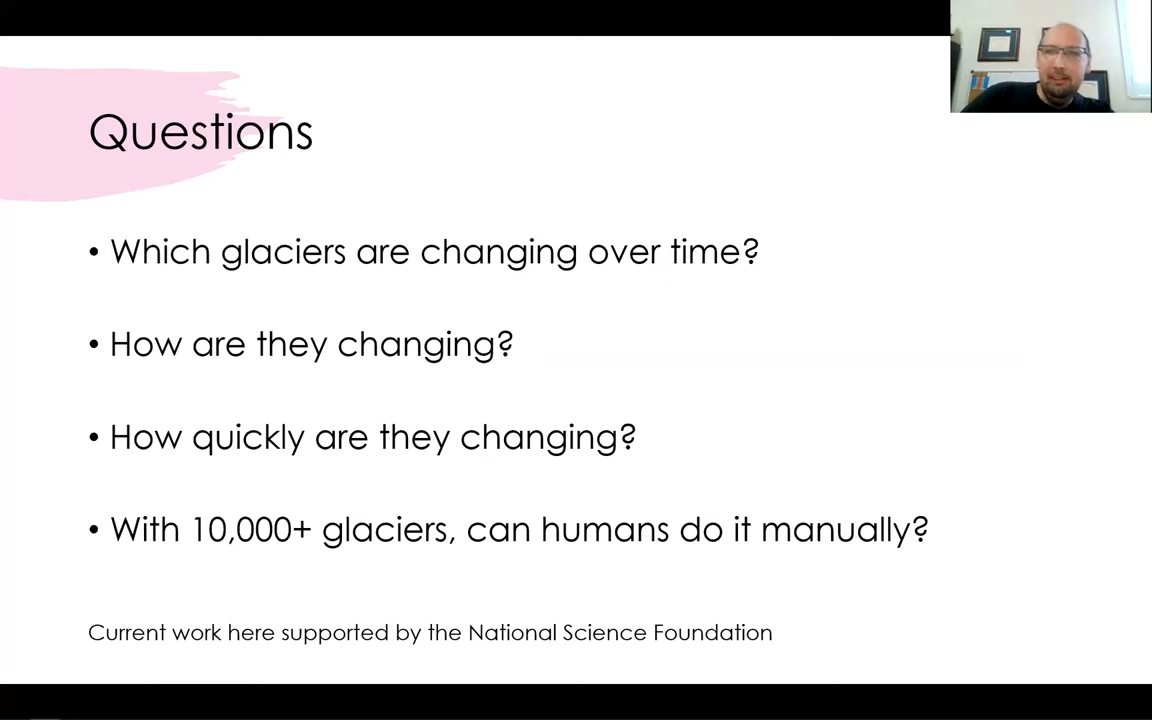 Questions
• Which glaciers are changing over time?
• How are they changing?
• How quickly are they changing?
• With 10,000+ glaciers, can humans do it manually?
Current work here supported by the National Science Foundation